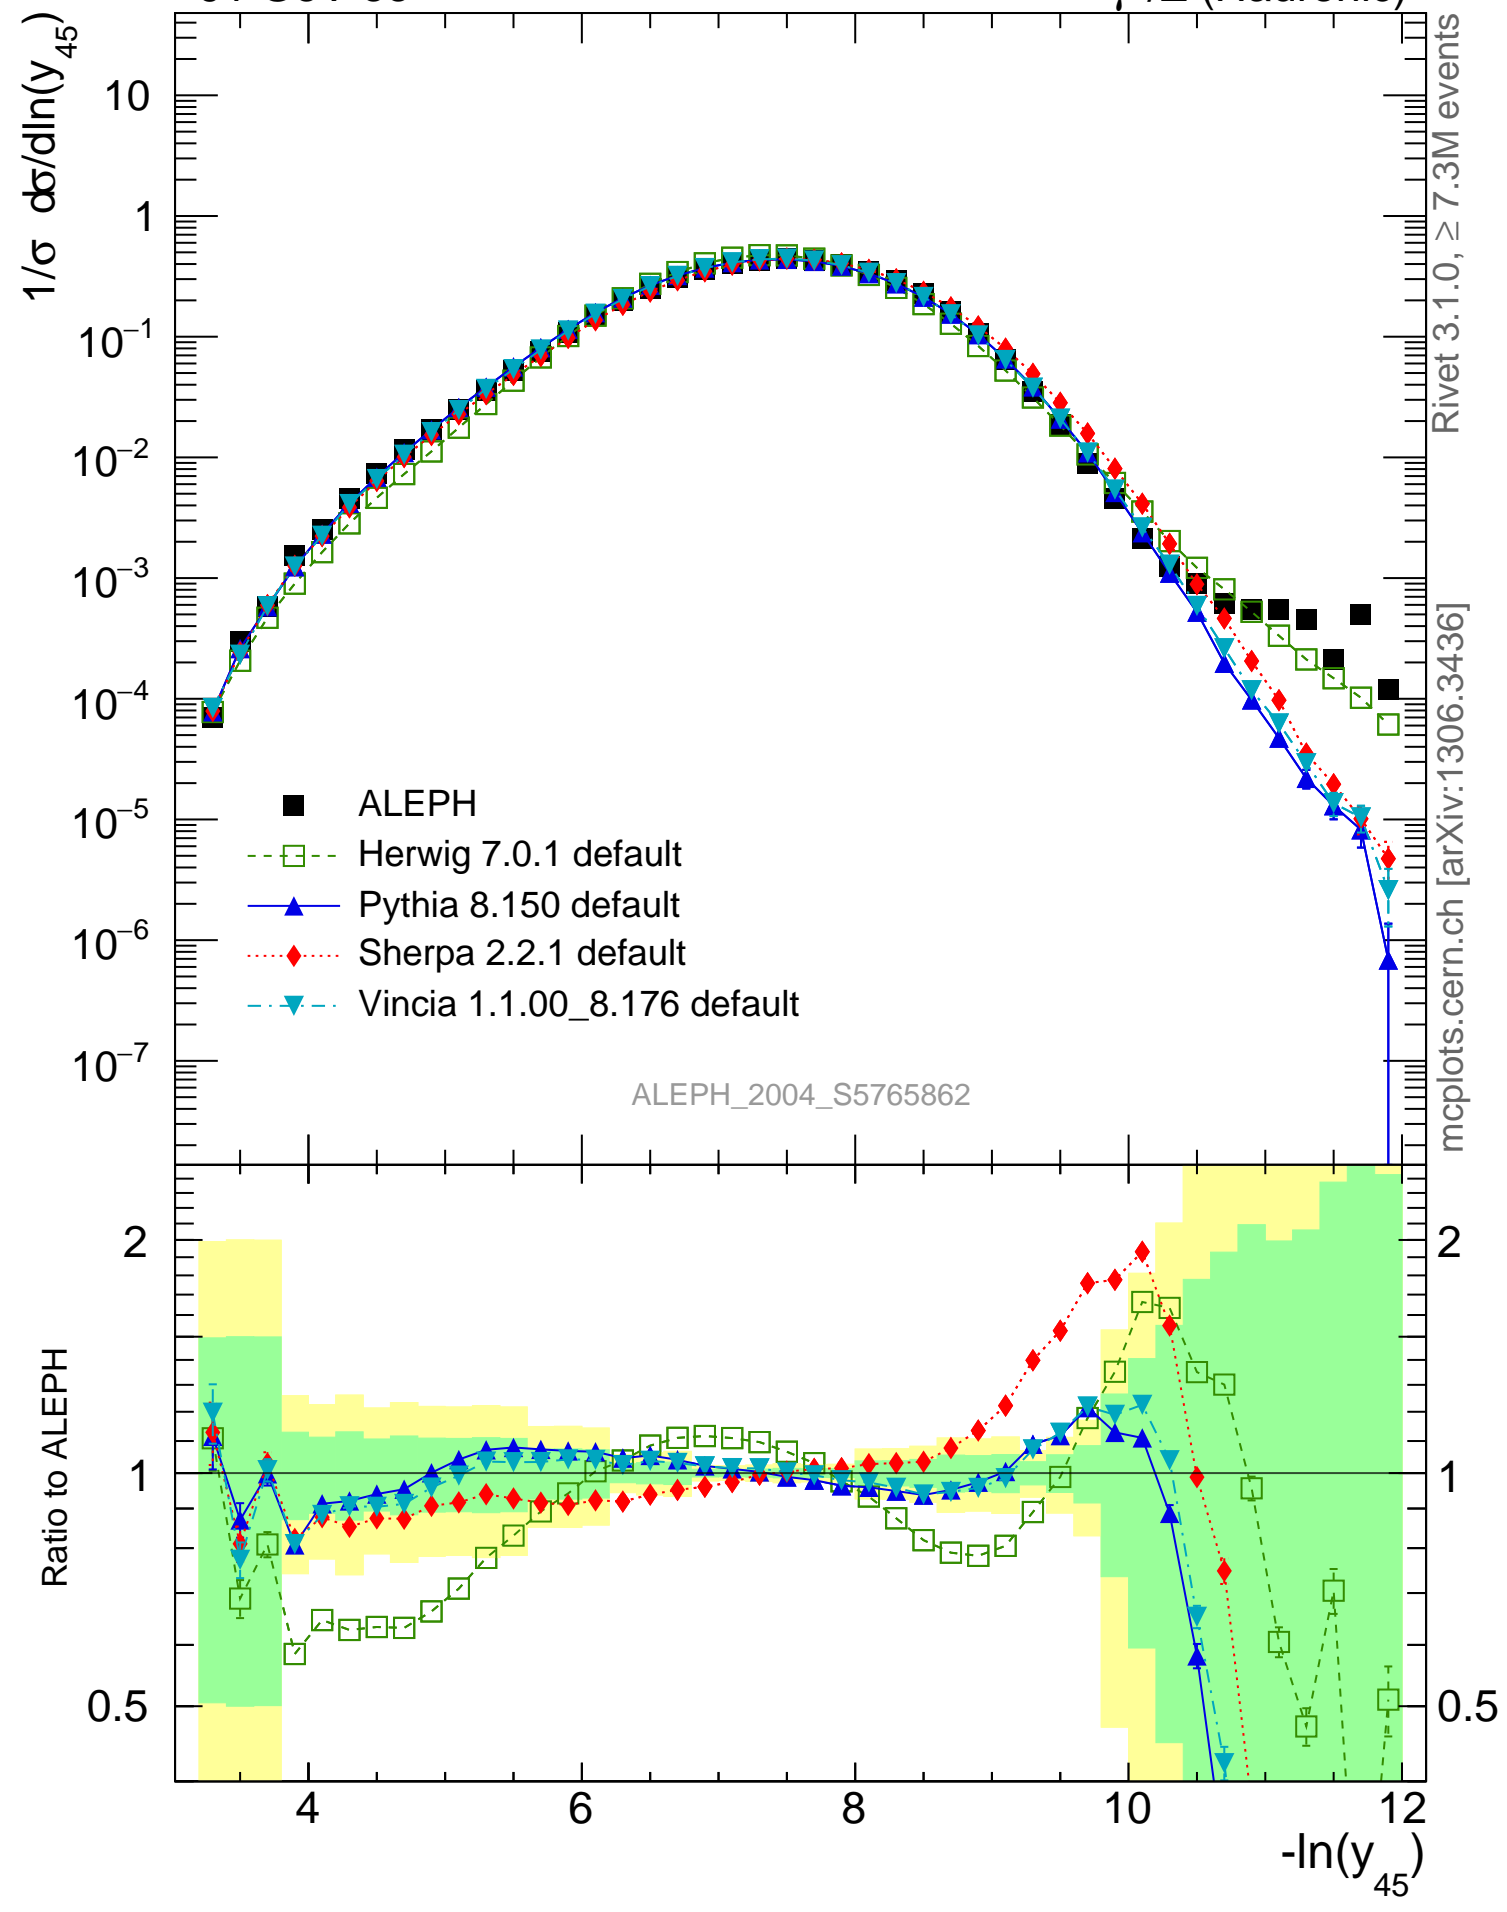 1/σ dσ/dln(y₄₅)
10
1
10⁻¹
10⁻²
10⁻³
10⁻⁴
10⁻⁵
10⁻⁶
10⁻⁷
ALEPH
Herwig 7.0.1 default
Pythia 8.150 default
Sherpa 2.2.1 default
Vincia 1.1.00_8.176 default
ALEPH_2004_S5765862
Rivet 3.1.0, ≥ 7.3M events
mcplots.cern.ch [arXiv:1306.3436]
Ratio to ALEPH
2
1
0.5
2
1
0.5
4
6
8
10
12
-ln(y₄₅)